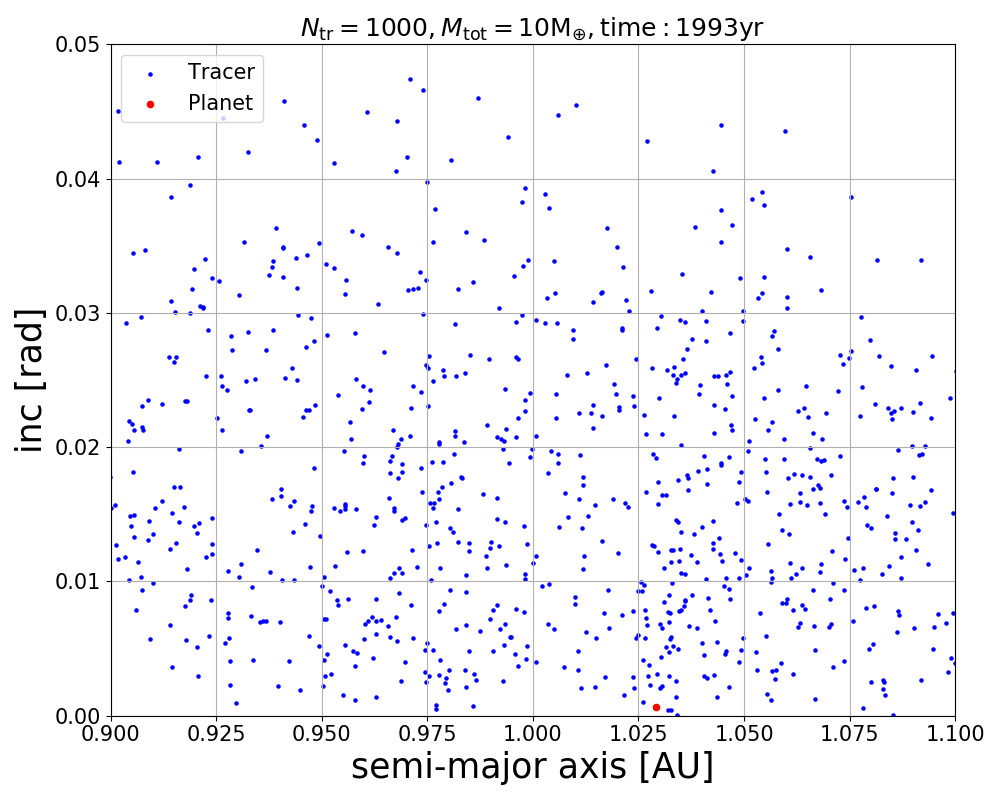 N_tr = 1000, M_tot = 10M_⊕, time : 1993yr
Tracer
Planet
0.05
0.04
0.03
0.02
0.01
0.00
inc [rad]
0.900 0.925 0.950 0.975 1.000 1.025 1.050 1.075 1.100
semi-major axis [AU]